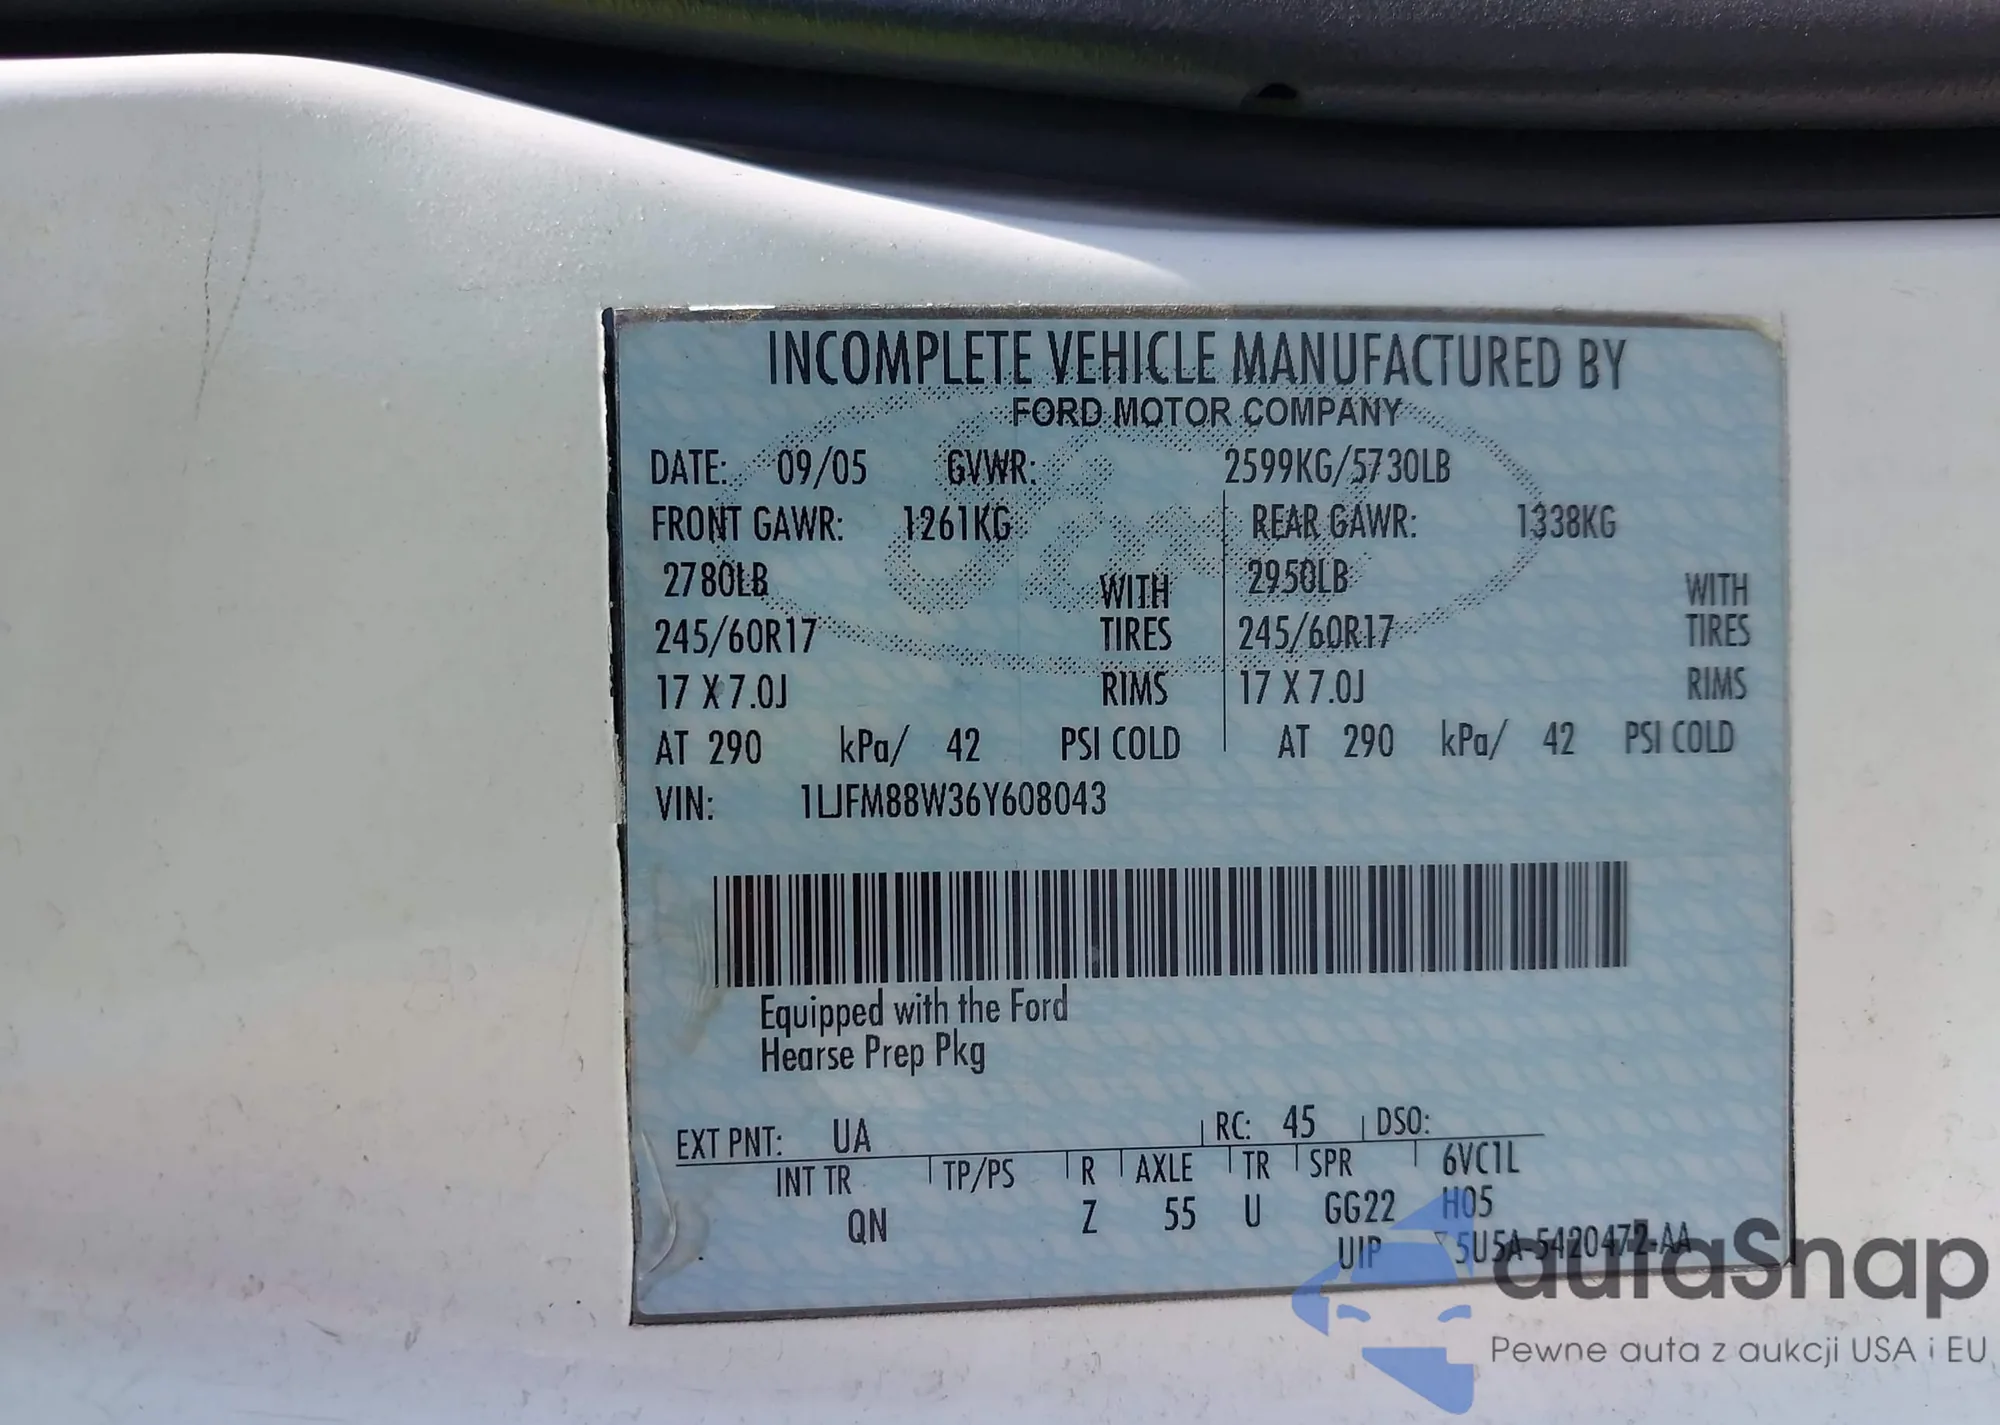 INCOMPLETE VEHICLE MANUFACTURED BY
FORD MOTOR COMPANY
DATE: 09/05 GVWR: 2599KG/5730LB
FRONT GAWR: 1261KG REAR GAWR: 1338KG
2780LB WITH 2950LB WITH
245/60R17 TIRES 245/60R17 TIRES
17 X 7.0J RIMS 17 X 7.0J RIMS
AT 290 kPa/ 42 PSI COLD AT 290 kPa/ 42 PSI COLD
VIN: 1LJFM88W36Y608043
Equipped with the Ford
Hearse Prep Pkg
EXT PNT: UA RC: 45 DSO:
INT TR TP/PS R AXLE TR SPR 6VC1L
QN Z 55 U GG22 H05
UIP 5U5A-5420472-AA
autaSnap
Pewne auta z aukcji USA i EU